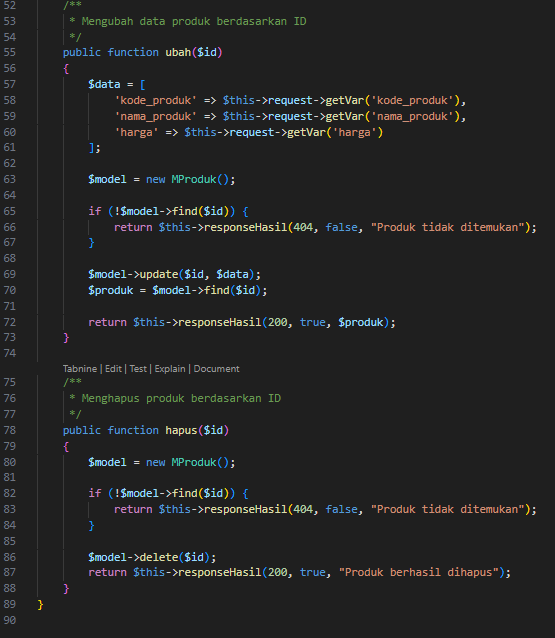 52 /**
53 * Mengubah data produk berdasarkan ID
54 */
55 public function ubah($id)
56 {
57 $data = [
58 'kode_produk' => $this->request->getVar('kode_produk'),
59 'nama_produk' => $this->request->getVar('nama_produk'),
60 'harga' => $this->request->getVar('harga')
61 ];
62
63 $model = new MProduk();
64
65 if (!$model->find($id)) {
66 return $this->responseHasil(404, false, "Produk tidak ditemukan");
67 }
68
69 $model->update($id, $data);
70 $produk = $model->find($id);
71
72 return $this->responseHasil(200, true, $produk);
73 }
74
Tabnine | Edit | Test | Explain | Document
75 /**
76 * Menghapus produk berdasarkan ID
77 */
78 public function hapus($id)
79 {
80 $model = new MProduk();
81
82 if (!$model->find($id)) {
83 return $this->responseHasil(404, false, "Produk tidak ditemukan");
84 }
85
86 $model->delete($id);
87 return $this->responseHasil(200, true, "Produk berhasil dihapus");
88 }
89 }
90